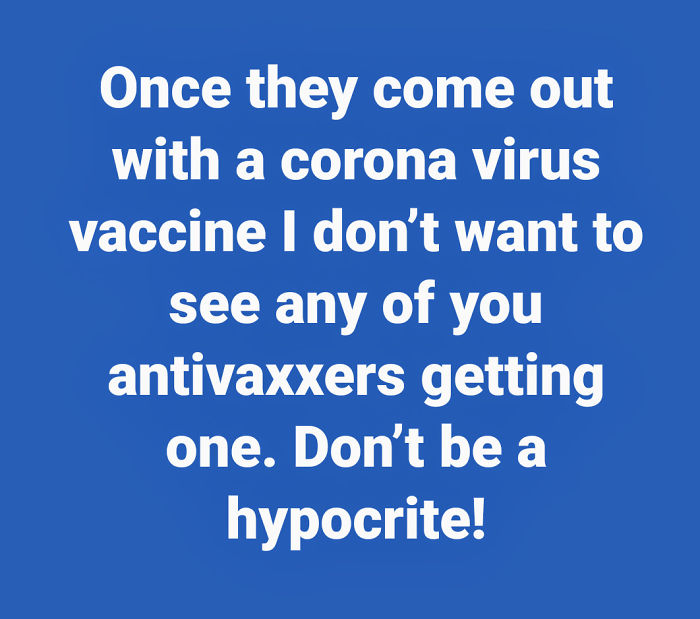 Once they come out
with a corona virus
vaccine I don’t want to
see any of you
antivaxxers getting
one. Don’t be a
hypocrite!